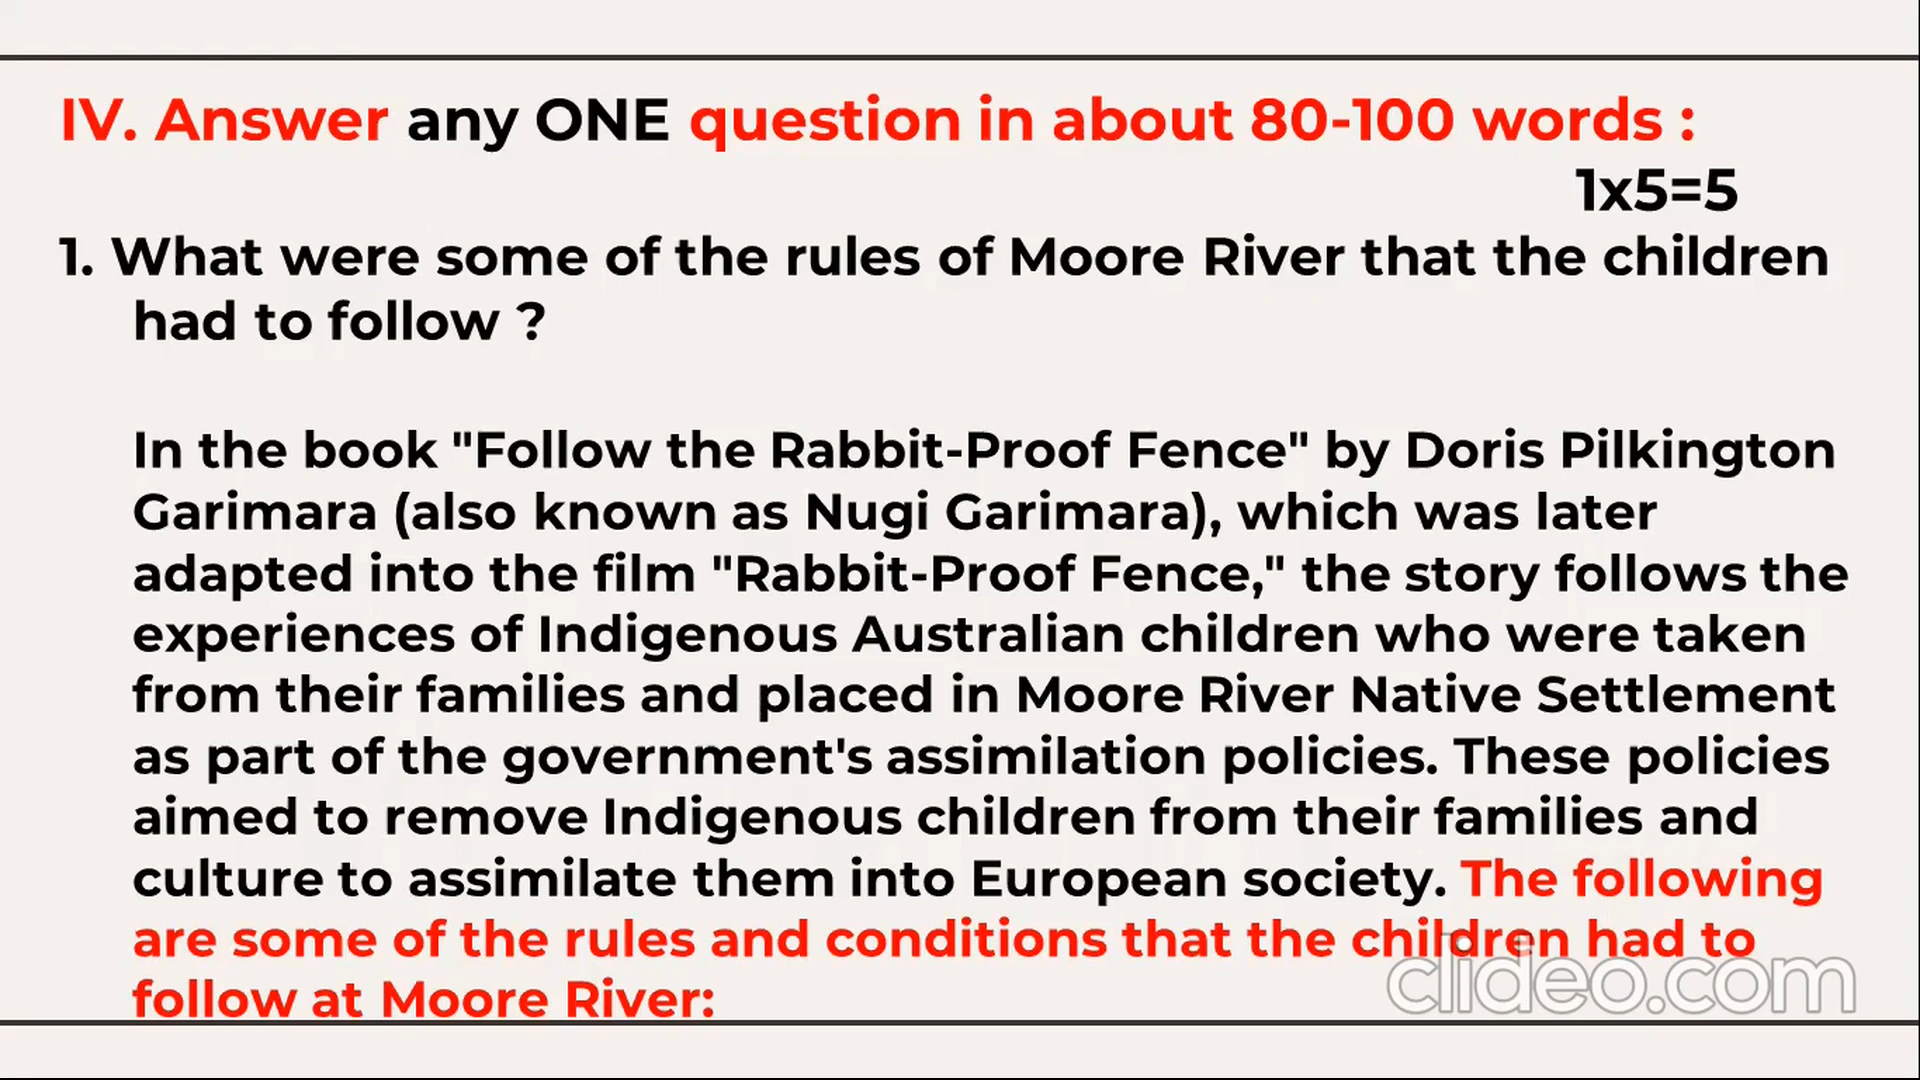 IV. Answer any ONE question in about 80-100 words :
1x5=5
1. What were some of the rules of Moore River that the children
had to follow ?
In the book "Follow the Rabbit-Proof Fence" by Doris Pilkington
Garimara (also known as Nugi Garimara), which was later
adapted into the film "Rabbit-Proof Fence," the story follows the
experiences of Indigenous Australian children who were taken
from their families and placed in Moore River Native Settlement
as part of the government's assimilation policies. These policies
aimed to remove Indigenous children from their families and
culture to assimilate them into European society. The following
are some of the rules and conditions that the children had to
follow at Moore River:
clideo.com